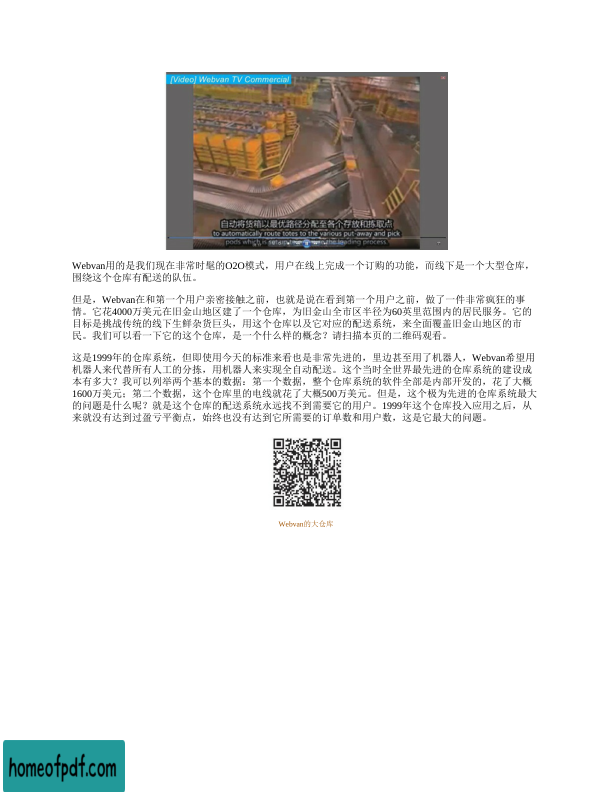 [Video] Webvan TV Commercial
自动将货箱以最优路径分配至各个存放和拣取点
to automatically route totes to the various put-away and pick
pods which is
the loading process.
Webvan用的是我们现在非常时髦的O2O模式，用户在线上完成一个订购的功能，而线下是一个大型仓库，
围绕这个仓库有配送的队伍。
但是，Webvan在和第一个用户亲密接触之前，也就是说在看到第一个用户之前，做了一件非常疯狂的事
情。它花4000万美元在旧金山地区建了一个仓库，为旧金山全市区半径为60英里范围内的居民服务。它的
目标是挑战传统的线下生鲜杂货巨头，用这个仓库以及它对应的配送系统，来全面覆盖旧金山地区的市
民。我们可以看一下它的这个仓库，是一个什么样的概念？请扫描本页的二维码观看。
这是1999年的仓库系统，但即使用今天的标准来看也是非常先进的，里边甚至用了机器人，Webvan希望用
机器人来代替所有人工的分拣，用机器人来实现全自动配送。这个当时全世界最先进的仓库系统的建设成
本有多大？我可以列举两个基本的数据：第一个数据，整个仓库系统的软件全部是内部开发的，花了大概
1600万美元；第二个数据，这个仓库里的电线就花了大概500万美元。但是，这个极为先进的仓库系统最大
的问题是什么呢？就是这个仓库的配送系统永远找不到需要它的用户。1999年这个仓库投入应用之后，从
来就没有达到过盈亏平衡点，始终也没有达到它所需要的订单数和用户数，这是它最大的问题。
Webvan的大仓库
homeofpdf.com